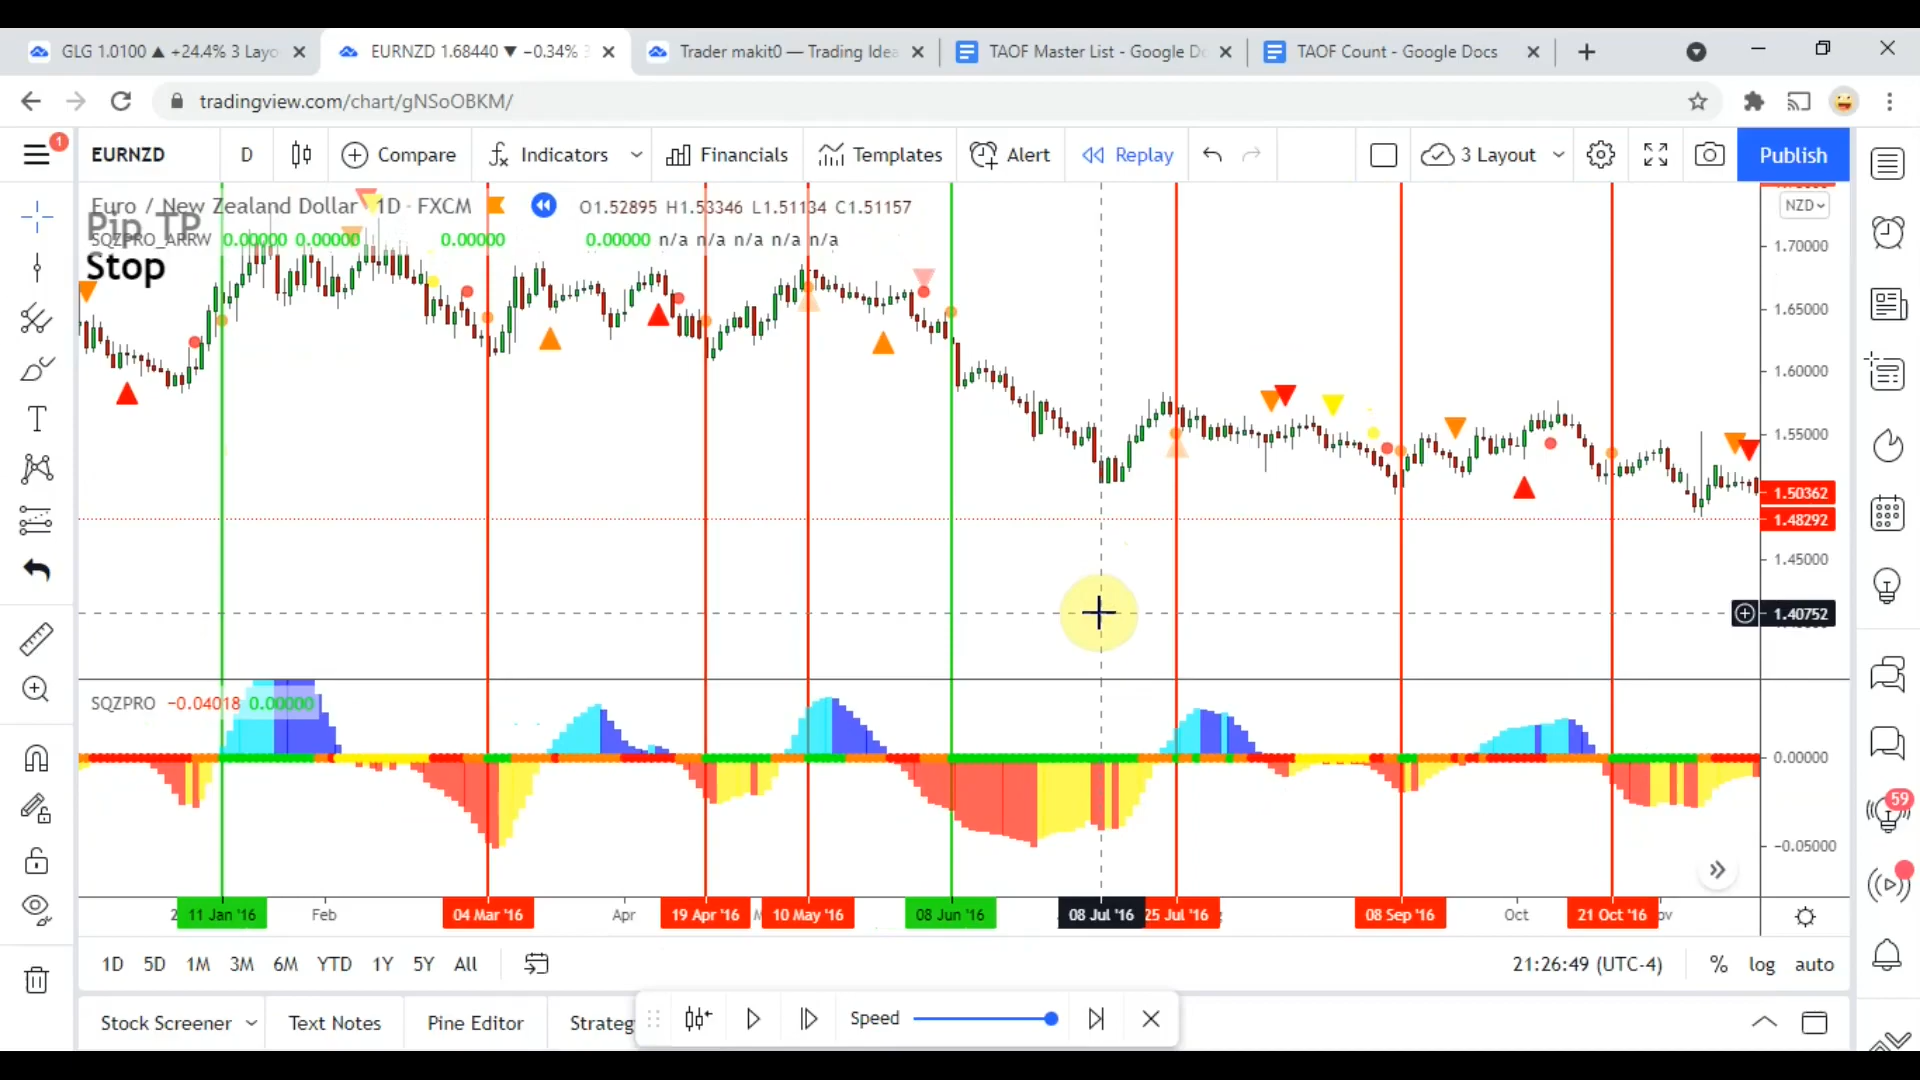 GLG 1.0100 ▲ +24.4% 3 Layo
EURNZD 1.68440 ▼ −0.34% 3
Trader makit0 — Trading Idea
TAOF Master List - Google Do
TAOF Count - Google Docs
tradingview.com/chart/gNSoOBKM/
1
EURNZD
D
Compare
Indicators
Financials
Templates
Alert
Replay
3 Layout
Publish
Euro / New Zealand Dollar 1D · FXCM
O1.52895 H1.53346 L1.51134 C1.51157
NZD
Pip TP
SQZPRO_ARRW 0.00000 0.00000 0.00000 0.00000 n/a n/a n/a n/a n/a
Stop
1.70000
1.65000
1.60000
1.55000
1.50362
1.48292
1.45000
1.40752
SQZPRO −0.04018 0.00000
0.00000
−0.05000
59
11 Jan '16
Feb
04 Mar '16
Apr
19 Apr '16
10 May '16
08 Jun '16
08 Jul '16
25 Jul '16
08 Sep '16
Oct
21 Oct '16
ov
1D 5D 1M 3M 6M YTD 1Y 5Y All
21:26:49 (UTC-4)
% log auto
Stock Screener
Text Notes
Pine Editor
Strateg
Speed